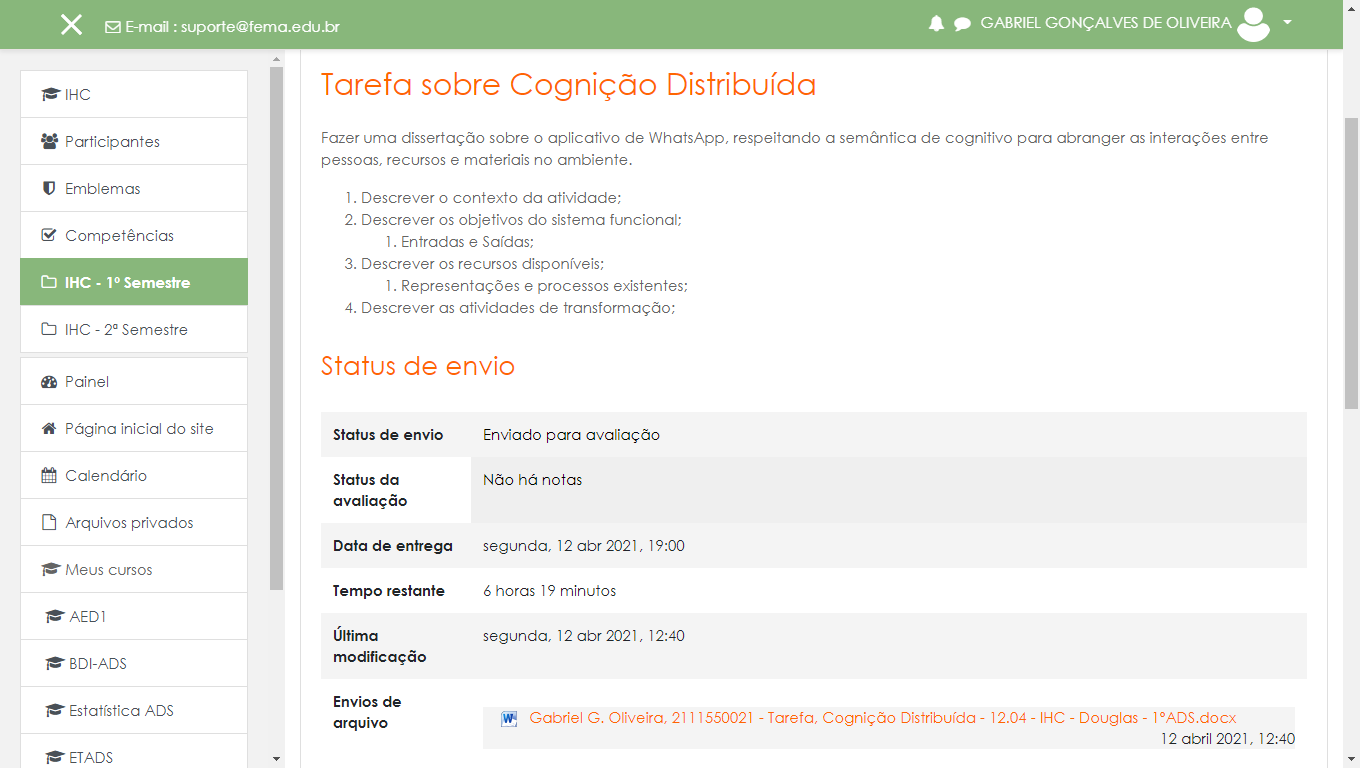 E-mail : suporte@fema.edu.br
GABRIEL GONÇALVES DE OLIVEIRA
IHC
Participantes
Emblemas
Competências
IHC - 1º Semestre
IHC - 2ª Semestre
Painel
Página inicial do site
Calendário
Arquivos privados
Meus cursos
AED1
BDI-ADS
Estatística ADS
ETADS
Tarefa sobre Cognição Distribuída
Fazer uma dissertação sobre o aplicativo de WhatsApp, respeitando a semântica de cognitivo para abranger as interações entre
pessoas, recursos e materiais no ambiente.
1. Descrever o contexto da atividade;
2. Descrever os objetivos do sistema funcional;
1. Entradas e Saídas;
3. Descrever os recursos disponíveis;
1. Representações e processos existentes;
4. Descrever as atividades de transformação;
Status de envio
Status de envio Enviado para avaliação
Status da Não há notas
avaliação
Data de entrega segunda, 12 abr 2021, 19:00
Tempo restante 6 horas 19 minutos
Última segunda, 12 abr 2021, 12:40
modificação
Envios de
arquivo
Gabriel G. Oliveira, 2111550021 - Tarefa, Cognição Distribuída - 12.04 - IHC - Douglas - 1ºADS.docx
12 abril 2021, 12:40